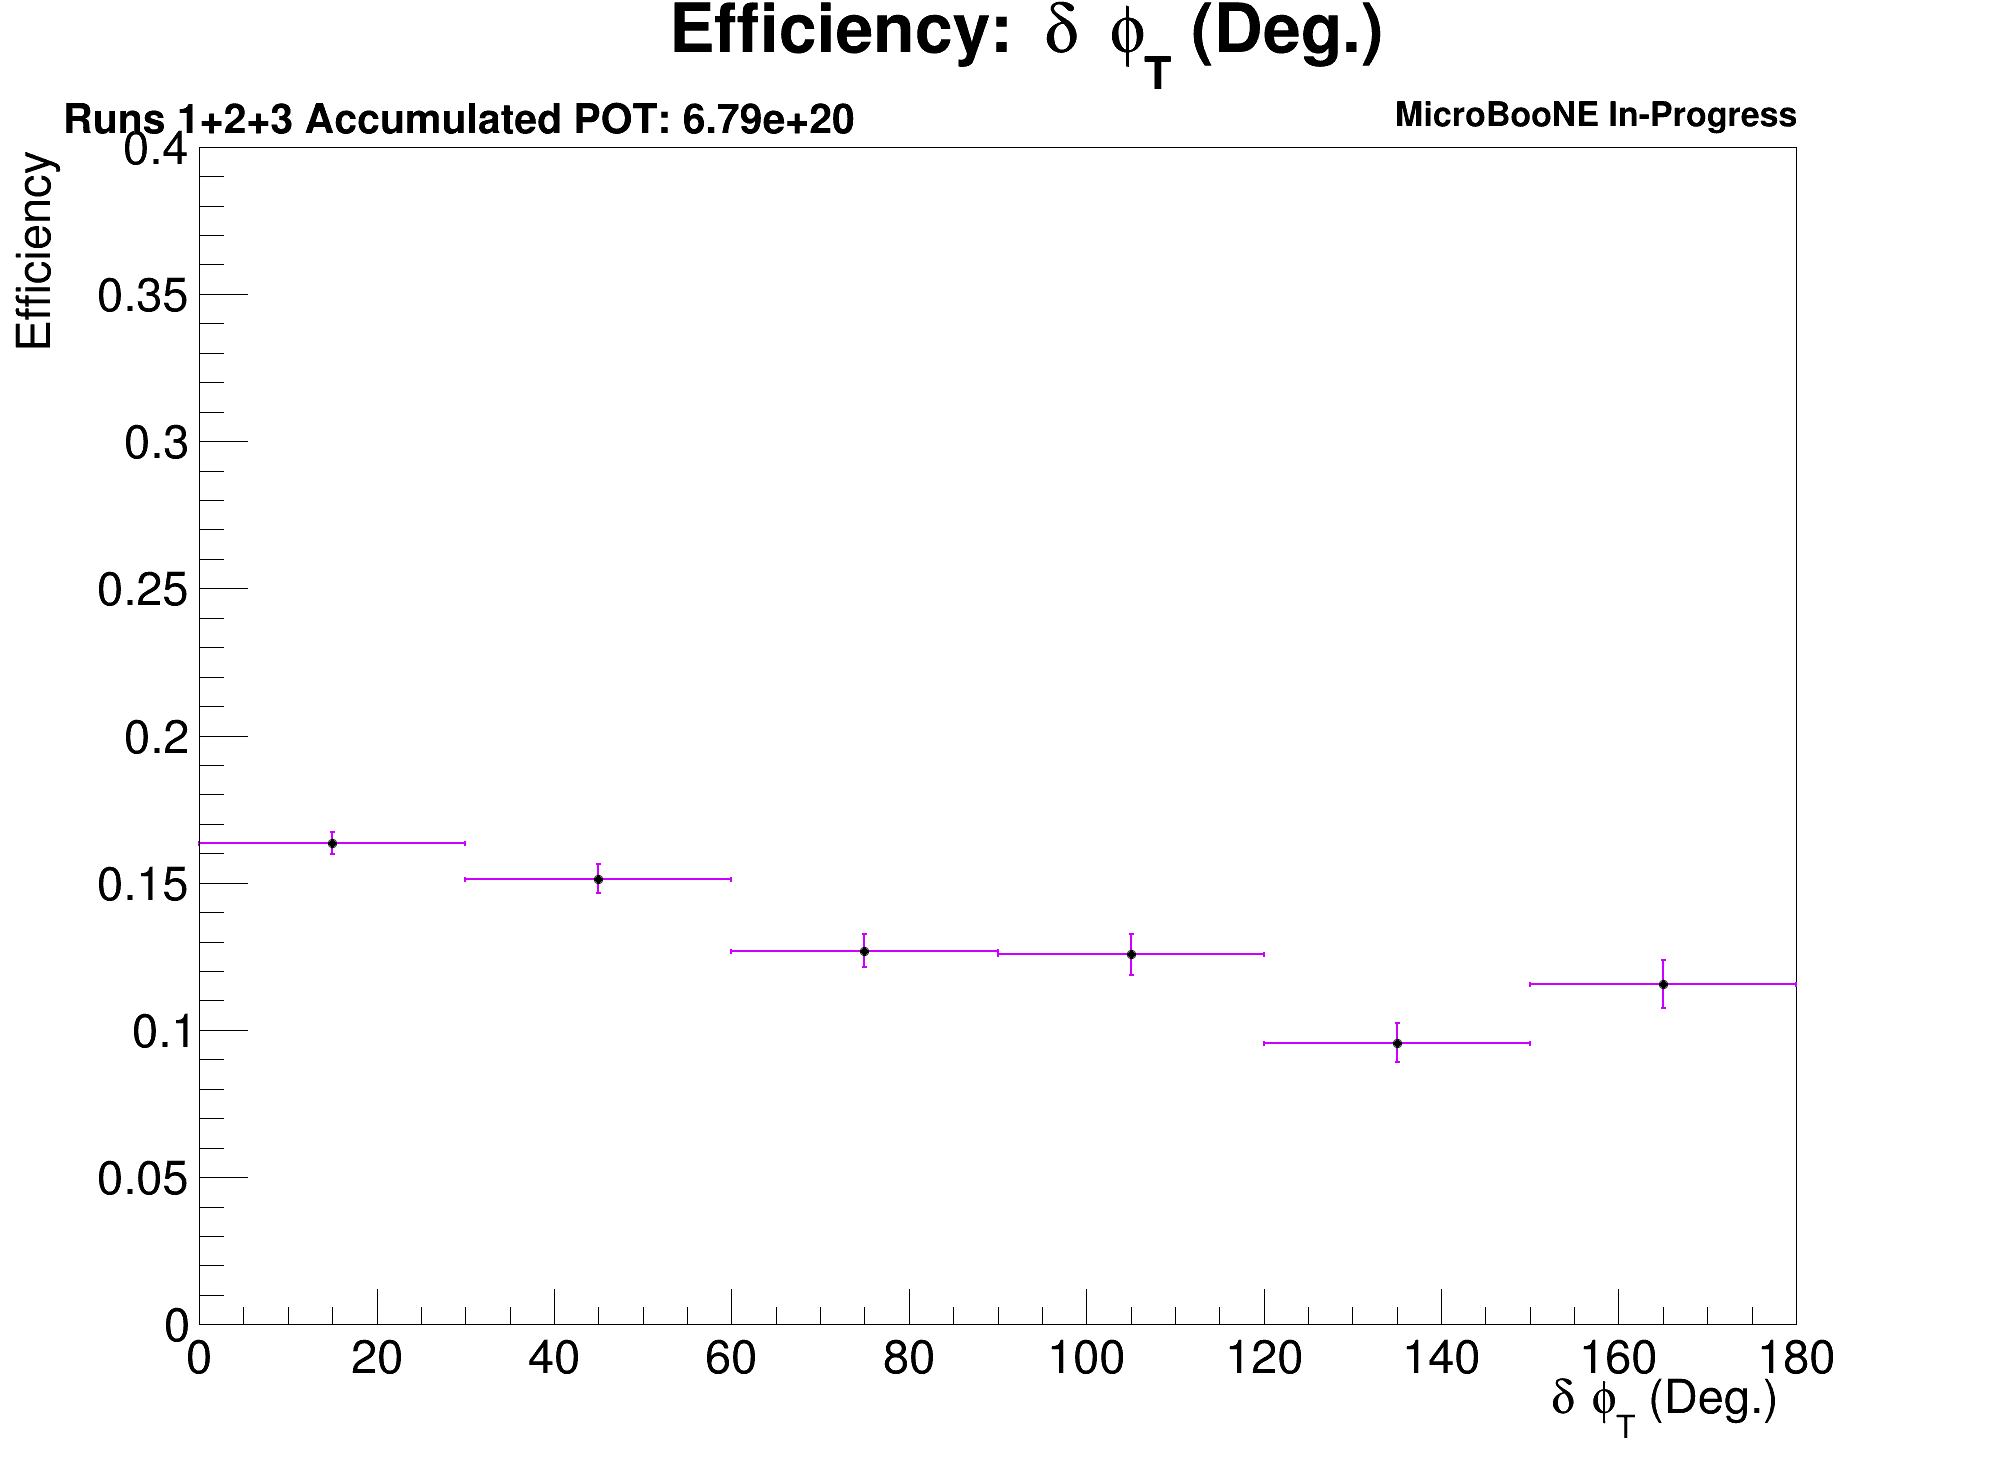 Efficiency: δ ϕT (Deg.)
Runs 1+2+3 Accumulated POT: 6.79e+20
MicroBooNE In-Progress
Efficiency
0.4
0.35
0.3
0.25
0.2
0.15
0.1
0.05
0
0 20 40 60 80 100 120 140 160 180
δ ϕT (Deg.)